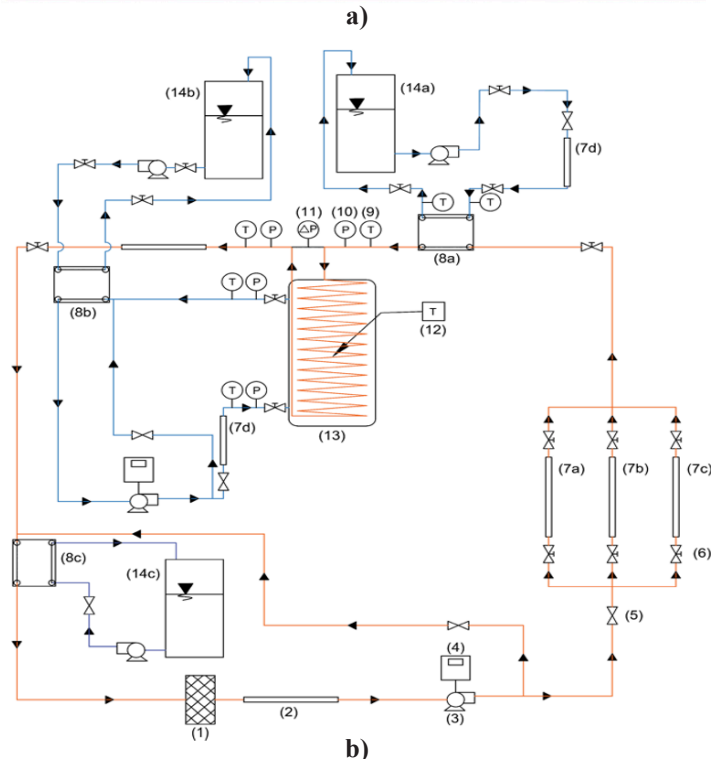 a)
(14b)
(14a)
(7d)
T
T
(11)
(10)
(9)
T
P
△P
P
T
(8a)
(8b)
T
P
T
(12)
T
P
(7d)
(13)
(7a)
(7b)
(7c)
(6)
(8c)
(14c)
(5)
(4)
(3)
(2)
(1)
b)